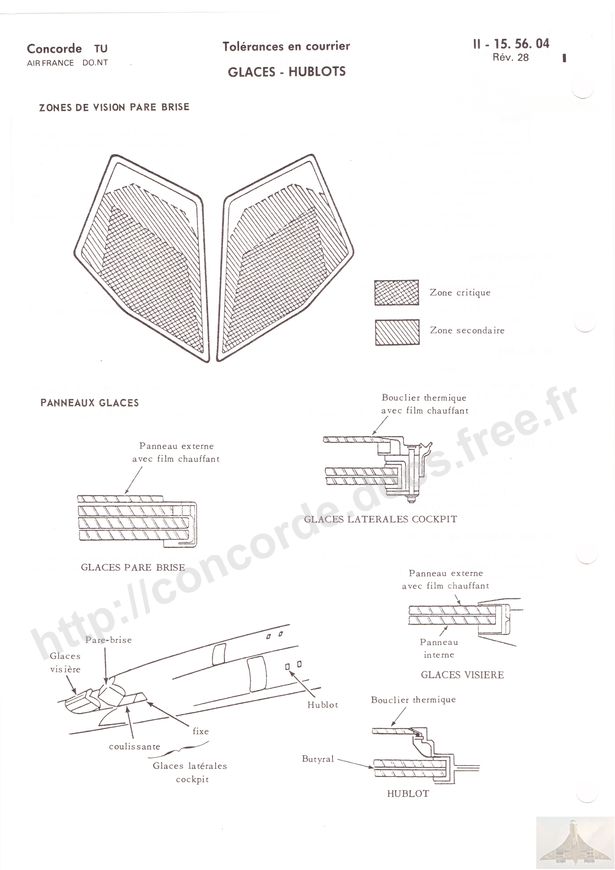 Concorde TU
AIR FRANCE DO.NT
Tolérances en courrier
GLACES - HUBLOTS
II - 15. 56. 04
Rév. 28
ZONES DE VISION PARE BRISE
Zone critique
Zone secondaire
PANNEAUX GLACES
Bouclier thermique
avec film chauffant
Panneau externe
avec film chauffant
GLACES LATERALES COCKPIT
GLACES PARE BRISE
Panneau externe
avec film chauffant
Panneau
interne
GLACES VISIERE
Pare-brise
Glaces
visière
Hublot
fixe
coulissante
Glaces latérales
cockpit
Bouclier thermique
Butyral
HUBLOT
http://concorde.docs.free.fr